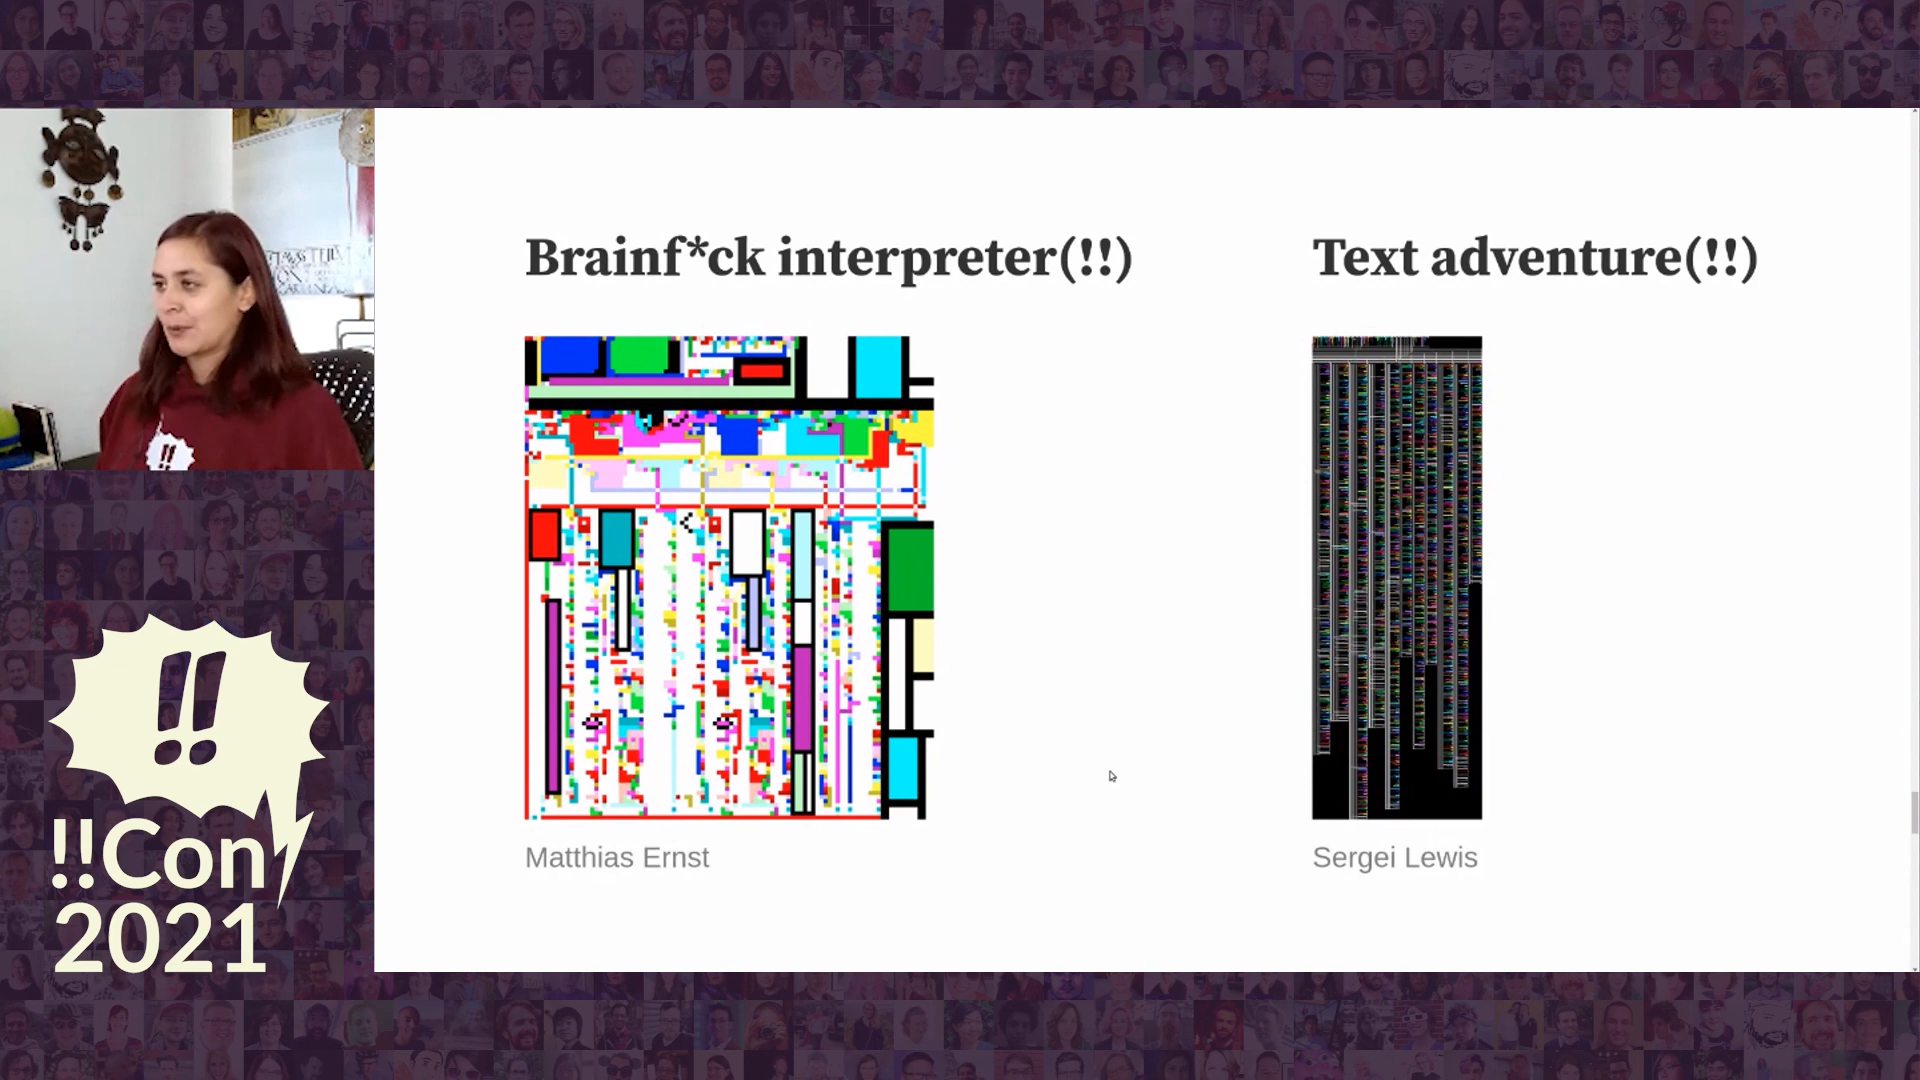 Brainf*ck interpreter(!!)
Text adventure(!!)
Matthias Ernst
Sergei Lewis
!!
!!
!!Con
2021